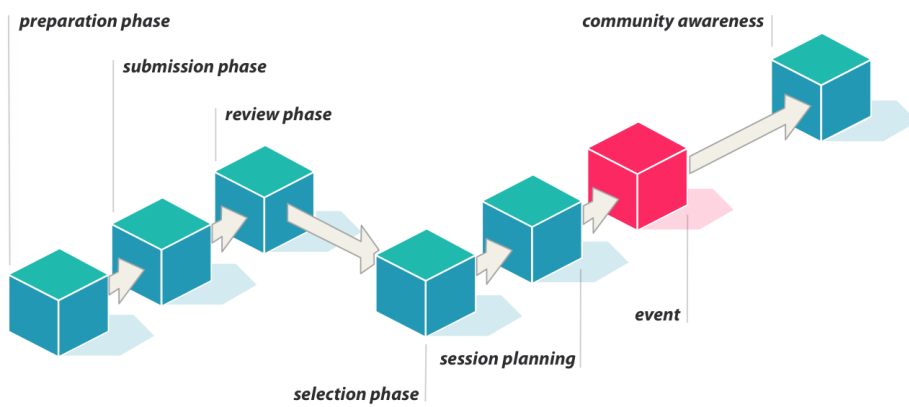 preparation phase
community awareness
submission phase
review phase
event
session planning
selection phase